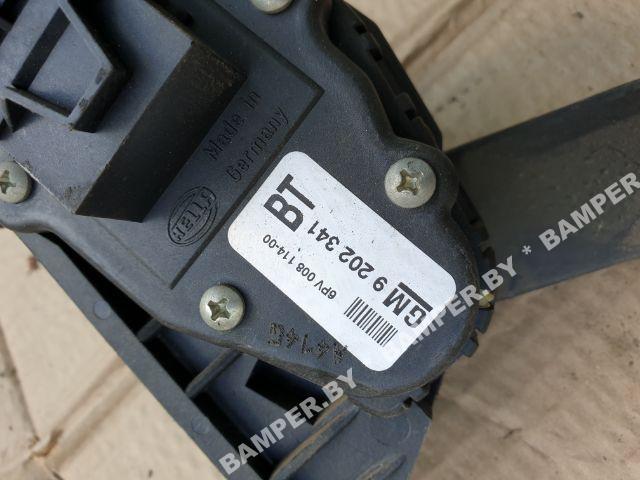 Made in
Germany
HELLA
BT
GM 9 202 341
6PV 008 114-00
BAMPER.BY * BAMPER.BY * BAMPER.BY * BAMPER.BY